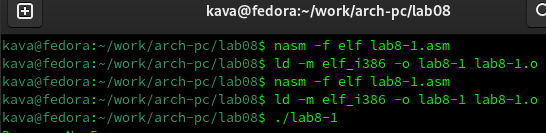 kava@fedora:~/work/arch-pc/lab08
kava@fedora:~/work/arch-pc/lab08$ nasm -f elf lab8-1.asm
kava@fedora:~/work/arch-pc/lab08$ ld -m elf_i386 -o lab8-1 lab8-1.o
kava@fedora:~/work/arch-pc/lab08$ nasm -f elf lab8-1.asm
kava@fedora:~/work/arch-pc/lab08$ ld -m elf_i386 -o lab8-1 lab8-1.o
kava@fedora:~/work/arch-pc/lab08$ ./lab8-1